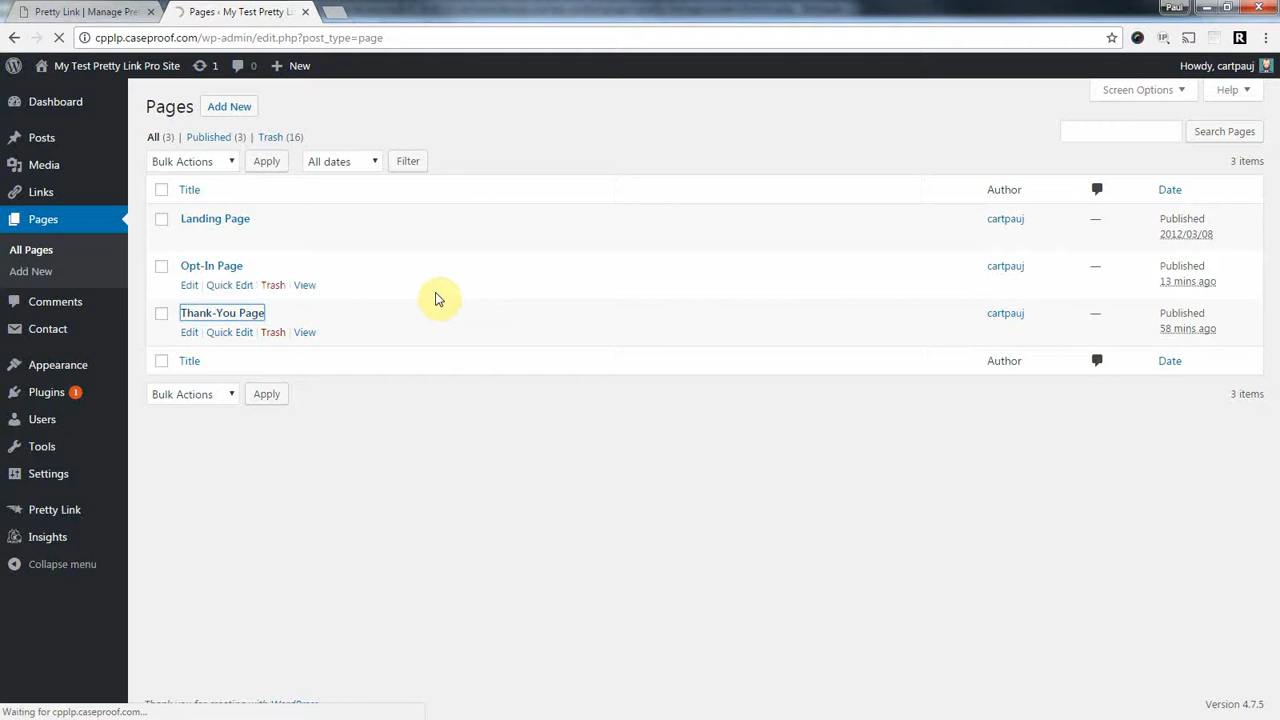 Pretty Link | Manage Pre
Pages ‹ My Test Pretty Li
Paul
cpplp.caseproof.com/wp-admin/edit.php?post_type=page
My Test Pretty Link Pro Site
1
0
New
Howdy, cartpauj
Dashboard
Posts
Media
Links
Pages
All Pages
Add New
Comments
Contact
Appearance
Plugins 1
Users
Tools
Settings
Pretty Link
Insights
Collapse menu
Screen Options
Help
Pages Add New
All (3) | Published (3) | Trash (16)
Search Pages
Bulk Actions Apply All dates Filter
3 items
Title Author Date
Landing Page cartpauj — Published
2012/03/08
Opt-In Page cartpauj — Published
Edit | Quick Edit | Trash | View 13 mins ago
Thank-You Page cartpauj — Published
Edit | Quick Edit | Trash | View 58 mins ago
Title Author Date
Bulk Actions Apply 3 items
Thank you for creating with WordPress.
Version 4.7.5
Waiting for cpplp.caseproof.com...